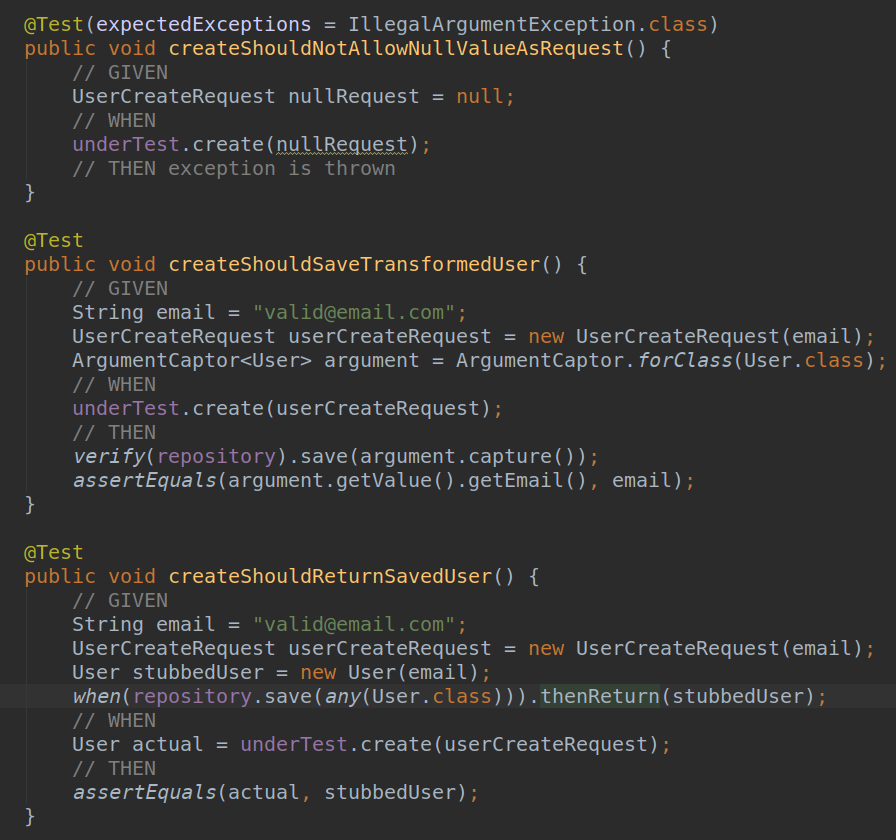 @Test(expectedExceptions = IllegalArgumentException.class)
public void createShouldNotAllowNullValueAsRequest() {
    // GIVEN
    UserCreateRequest nullRequest = null;
    // WHEN
    underTest.create(nullRequest);
    // THEN exception is thrown
}

@Test
public void createShouldSaveTransformedUser() {
    // GIVEN
    String email = "valid@email.com";
    UserCreateRequest userCreateRequest = new UserCreateRequest(email);
    ArgumentCaptor<User> argument = ArgumentCaptor.forClass(User.class);
    // WHEN
    underTest.create(userCreateRequest);
    // THEN
    verify(repository).save(argument.capture());
    assertEquals(argument.getValue().getEmail(), email);
}

@Test
public void createShouldReturnSavedUser() {
    // GIVEN
    String email = "valid@email.com";
    UserCreateRequest userCreateRequest = new UserCreateRequest(email);
    User stubbedUser = new User(email);
    when(repository.save(any(User.class))).thenReturn(stubbedUser);
    // WHEN
    User actual = underTest.create(userCreateRequest);
    // THEN
    assertEquals(actual, stubbedUser);
}